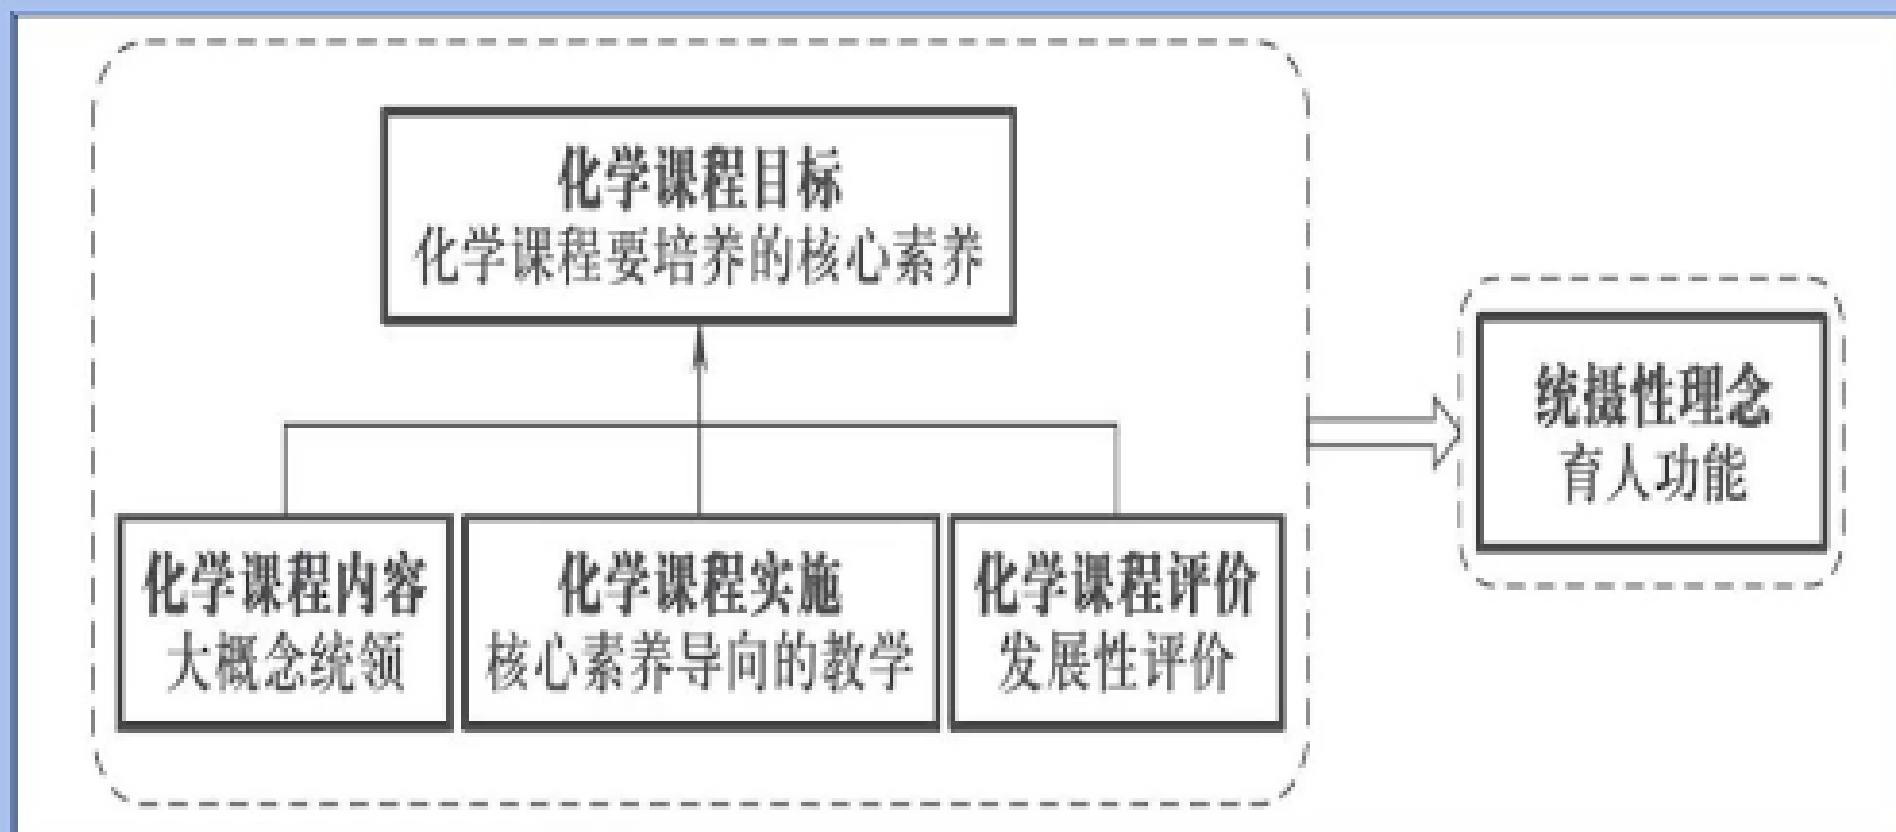 化学课程目标
化学课程要培养的核心素养
统摄性理念
育人功能
化学课程内容
大概念统领
化学课程实施
核心素养导向的教学
化学课程评价
发展性评价